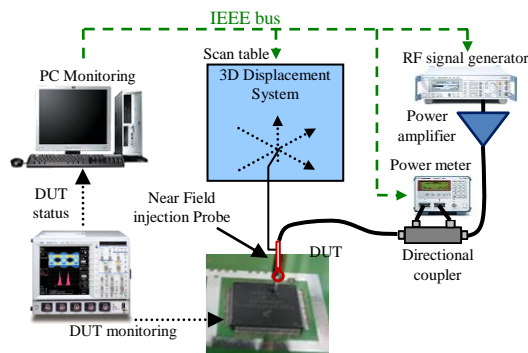 IEEE bus
Scan table
RF signal generator
PC Monitoring
3D Displacement
System
Power
amplifier
Power meter
DUT
status
Near Field
injection Probe
DUT
Directional
coupler
DUT monitoring